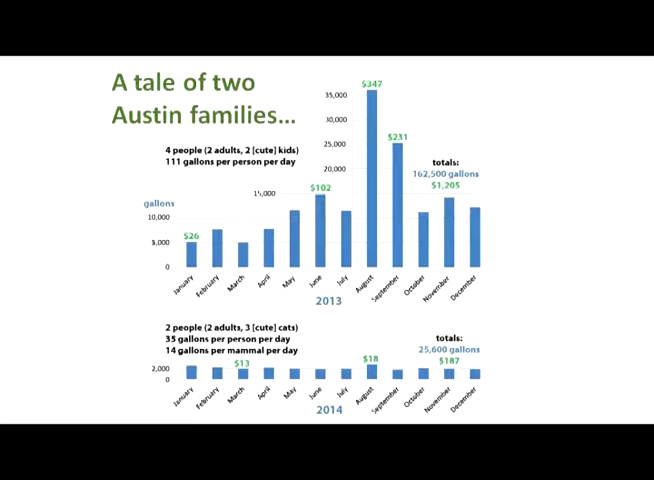 A tale of two
Austin families...
4 people (2 adults, 2 [cute] kids)
111 gallons per person per day
gallons
35,000
30,000
25,000
20,000
15,000
10,000
5,000
0
$26
$102
$347
$231
totals:
162,500 gallons
$1,205
January
February
March
April
May
June
July
August
September
October
November
December
2013
2 people (2 adults, 3 [cute] cats)
35 gallons per person per day
14 gallons per mammal per day
2,000
0
$13
$18
totals:
25,600 gallons
$187
January
February
March
April
May
June
July
August
September
October
November
December
2014